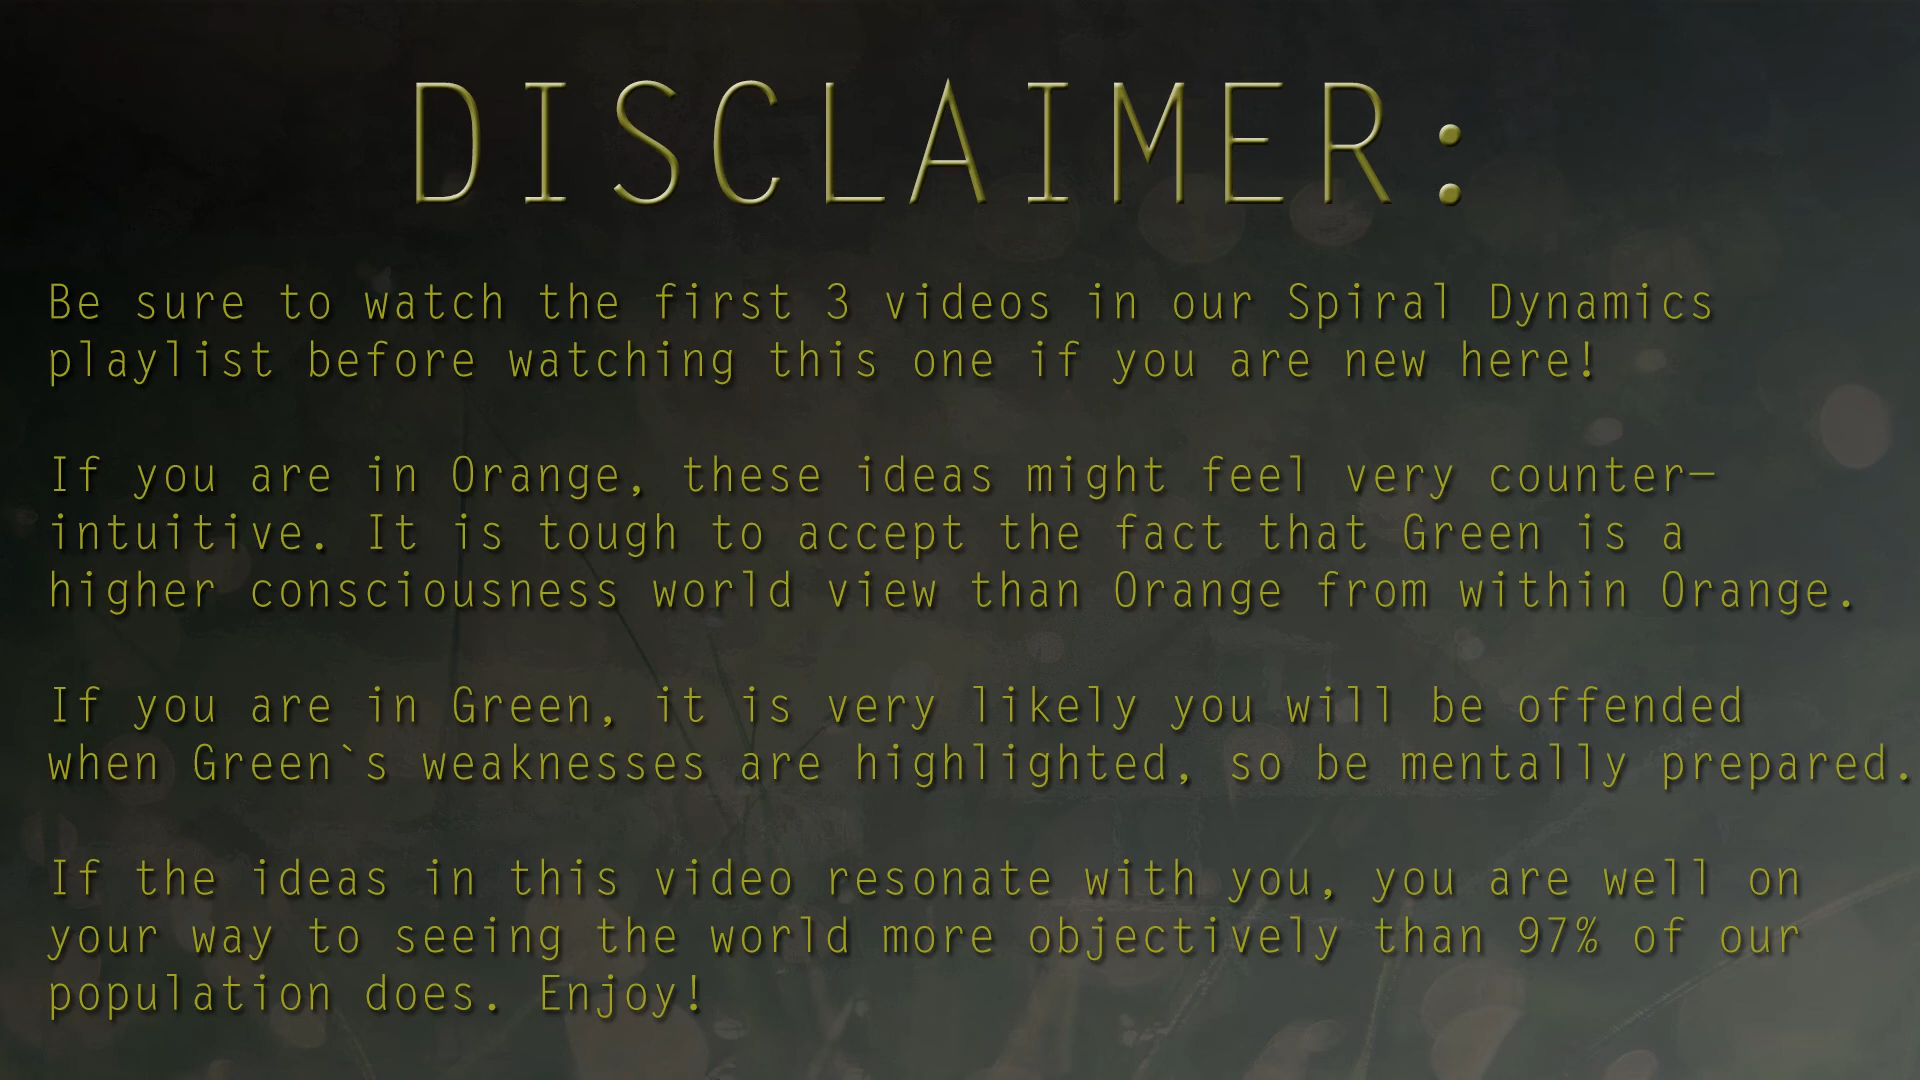 DISCLAIMER:
Be sure to watch the first 3 videos in our Spiral Dynamics
playlist before watching this one if you are new here!
If you are in Orange, these ideas might feel very counter-
intuitive. It is tough to accept the fact that Green is a
higher consciousness world view than Orange from within Orange.
If you are in Green, it is very likely you will be offended
when Green`s weaknesses are highlighted, so be mentally prepared.
If the ideas in this video resonate with you, you are well on
your way to seeing the world more objectively than 97% of our
population does. Enjoy!